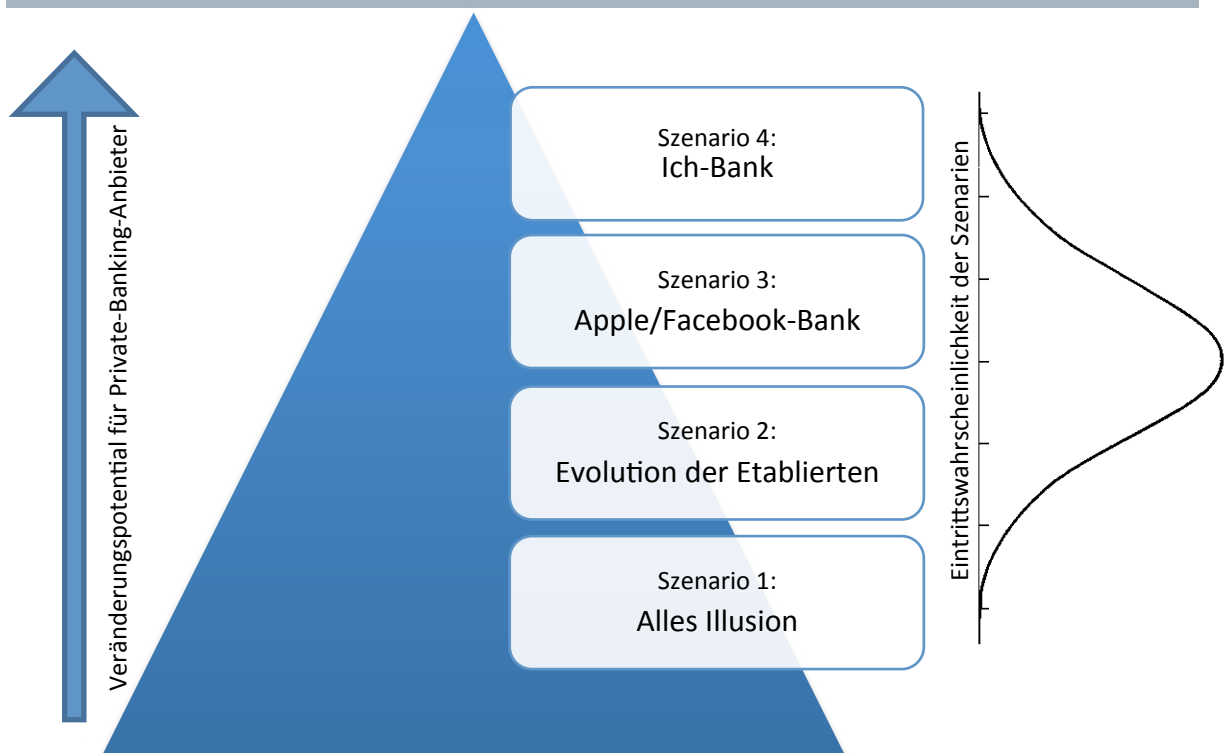 Veränderungspotential für Private-Banking-Anbieter
Szenario 4:
Ich-Bank
Szenario 3:
Apple/Facebook-Bank
Szenario 2:
Evolution der Etablierten
Szenario 1:
Alles Illusion
Eintrittswahrscheinlichkeit der Szenarien